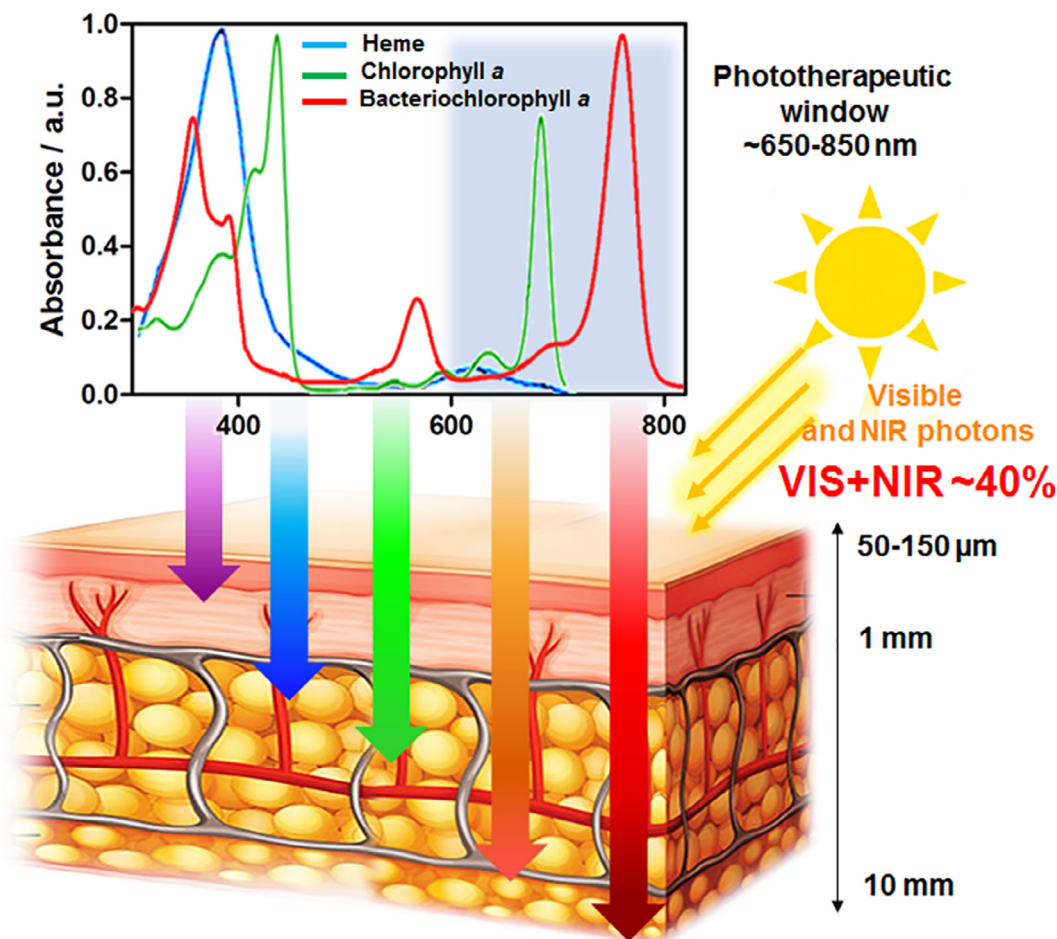 1.0
0.8
0.6
0.4
0.2
0.0
Absorbance / a.u.
Heme
Chlorophyll a
Bacteriochlorophyll a
400
600
800
Phototherapeutic
window
~650-850 nm
Visible
and NIR photons
VIS+NIR ~40%
50-150 µm
1 mm
10 mm